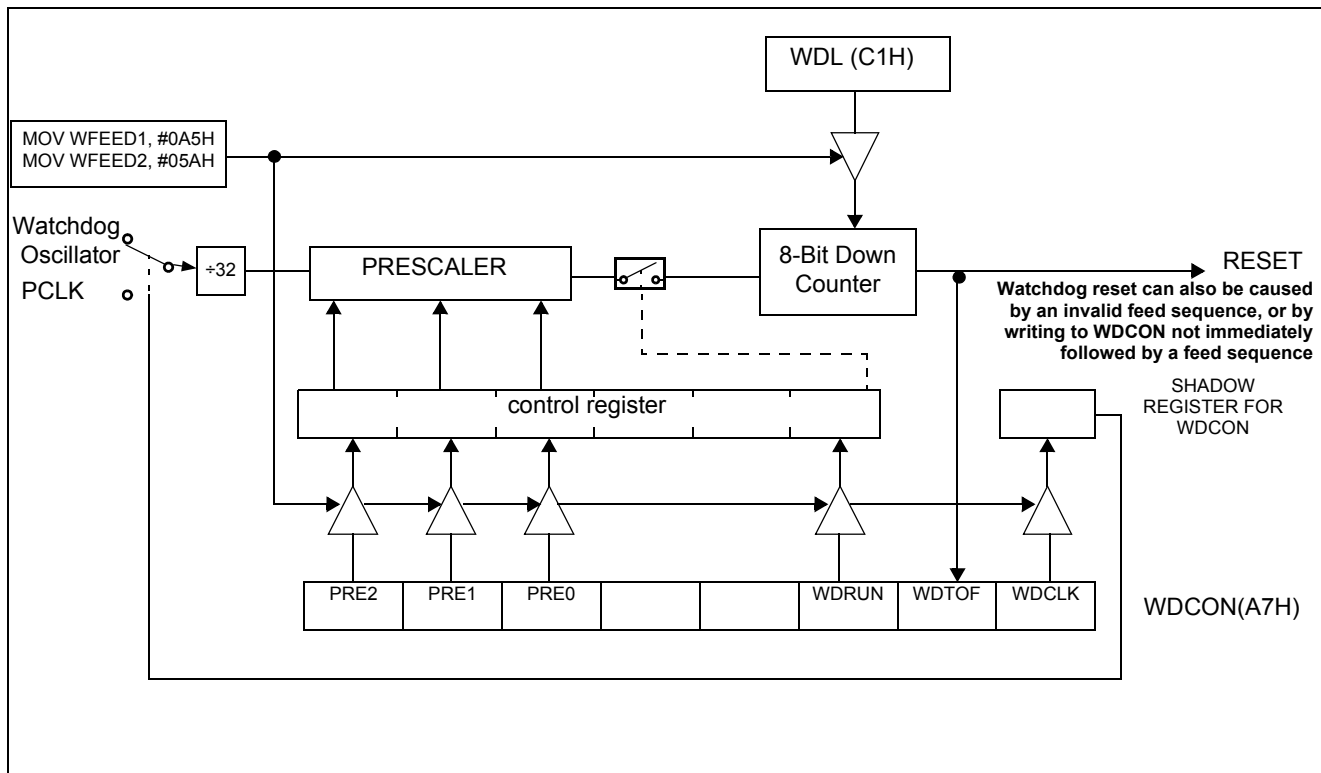 WDL (C1H)
MOV WFEED1, #0A5H
MOV WFEED2, #05AH
Watchdog
Oscillator
PCLK
÷32
PRESCALER
8-Bit Down
Counter
RESET
Watchdog reset can also be caused
by an invalid feed sequence, or by
writing to WDCON not immediately
followed by a feed sequence
control register
SHADOW
REGISTER FOR
WDCON
PRE2 PRE1 PRE0 WDRUN WDTOF WDCLK
WDCON(A7H)